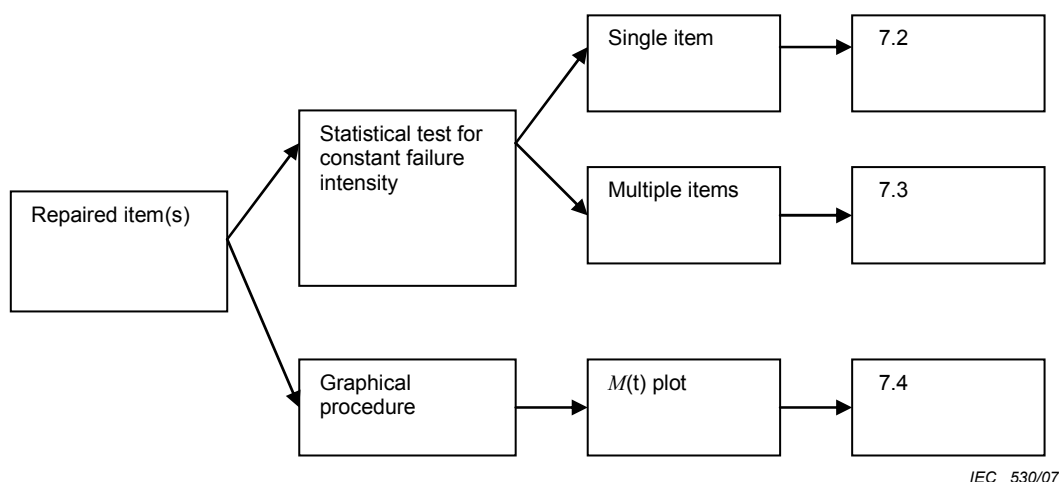 Single item
7.2
Statistical test for
constant failure
intensity
Multiple items
7.3
Repaired item(s)
Graphical
procedure
M(t) plot
7.4
IEC 530/07